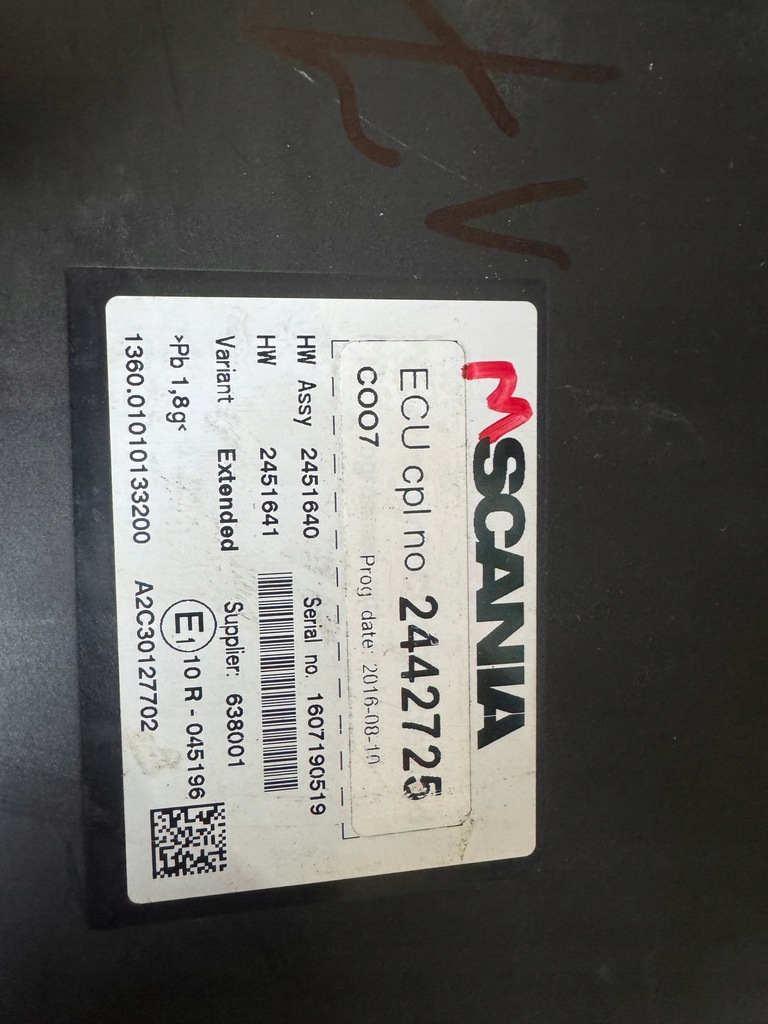 M SCANIA
ECU cpl no. 2442725
COO7 Prog date: 2016-08-10
HW Assy 2451640 Serial no. 1607190519
HW 2451641
Variant Extended Supplier: 638001
>Pb 1,8g< E1 10 R - 045196
1360.01010133200 A2C30127702